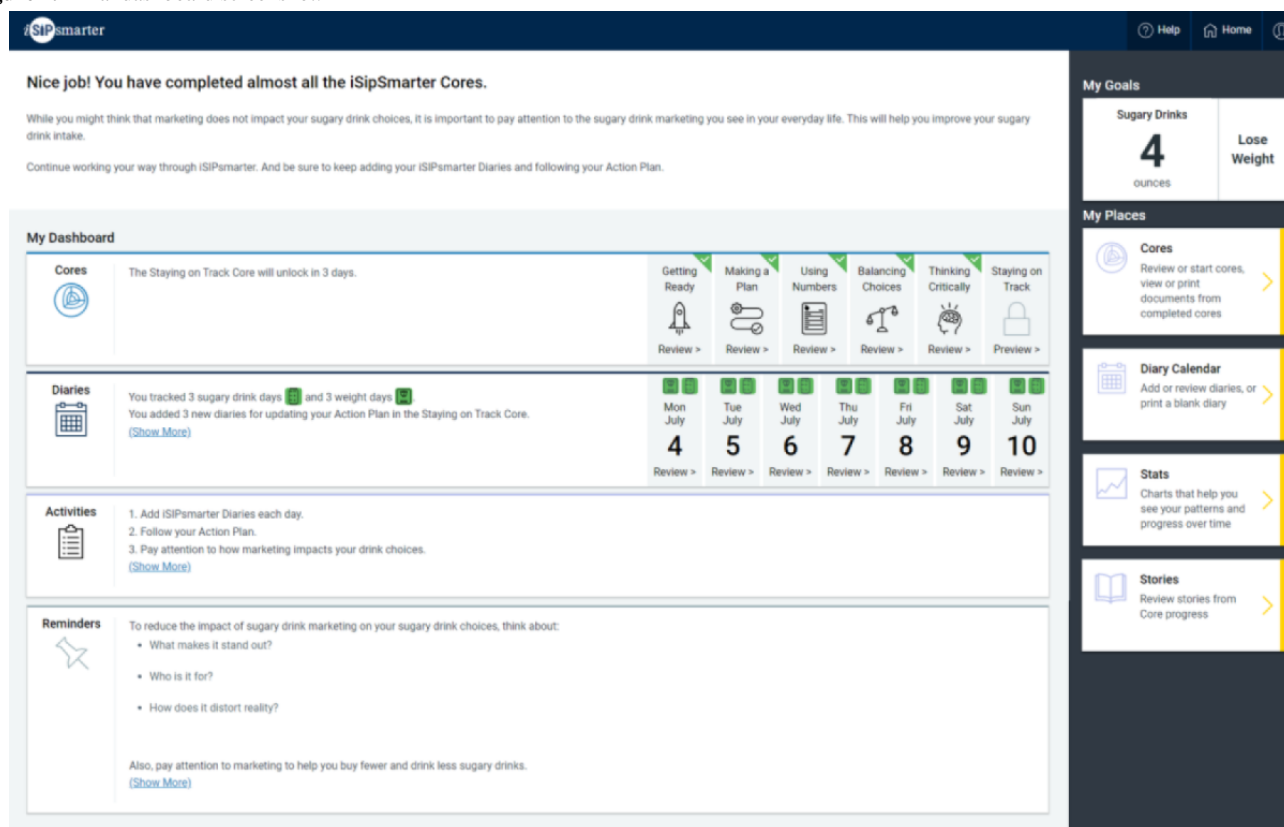 iSIPsmarter
Help
Home
Nice job! You have completed almost all the iSipSmarter Cores.
While you might think that marketing does not impact your sugary drink choices, it is important to pay attention to the sugary drink marketing you see in your everyday life. This will help you improve your sugary
drink intake.
Continue working your way through iSIPsmarter. And be sure to keep adding your iSIPsmarter Diaries and following your Action Plan.
My Dashboard
Cores
The Staying on Track Core will unlock in 3 days.
Getting
Ready
Review >
Making a
Plan
Review >
Using
Numbers
Review >
Balancing
Choices
Review >
Thinking
Critically
Review >
Staying on
Track
Preview >
Diaries
You tracked 3 sugary drink days and 3 weight days .
You added 3 new diaries for updating your Action Plan in the Staying on Track Core.
(Show More)
Mon
July
4
Review >
Tue
July
5
Review >
Wed
July
6
Review >
Thu
July
7
Review >
Fri
July
8
Review >
Sat
July
9
Review >
Sun
July
10
Review >
Activities
1. Add iSIPsmarter Diaries each day.
2. Follow your Action Plan.
3. Pay attention to how marketing impacts your drink choices.
(Show More)
Reminders
To reduce the impact of sugary drink marketing on your sugary drink choices, think about:
• What makes it stand out?
• Who is it for?
• How does it distort reality?
Also, pay attention to marketing to help you buy fewer and drink less sugary drinks.
(Show More)
My Goals
Sugary Drinks
4
ounces
Lose
Weight
My Places
Cores
Review or start cores,
view or print
documents from
completed cores
Diary Calendar
Add or review diaries, or
print a blank diary
Stats
Charts that help you
see your patterns and
progress over time
Stories
Review stories from
Core progress